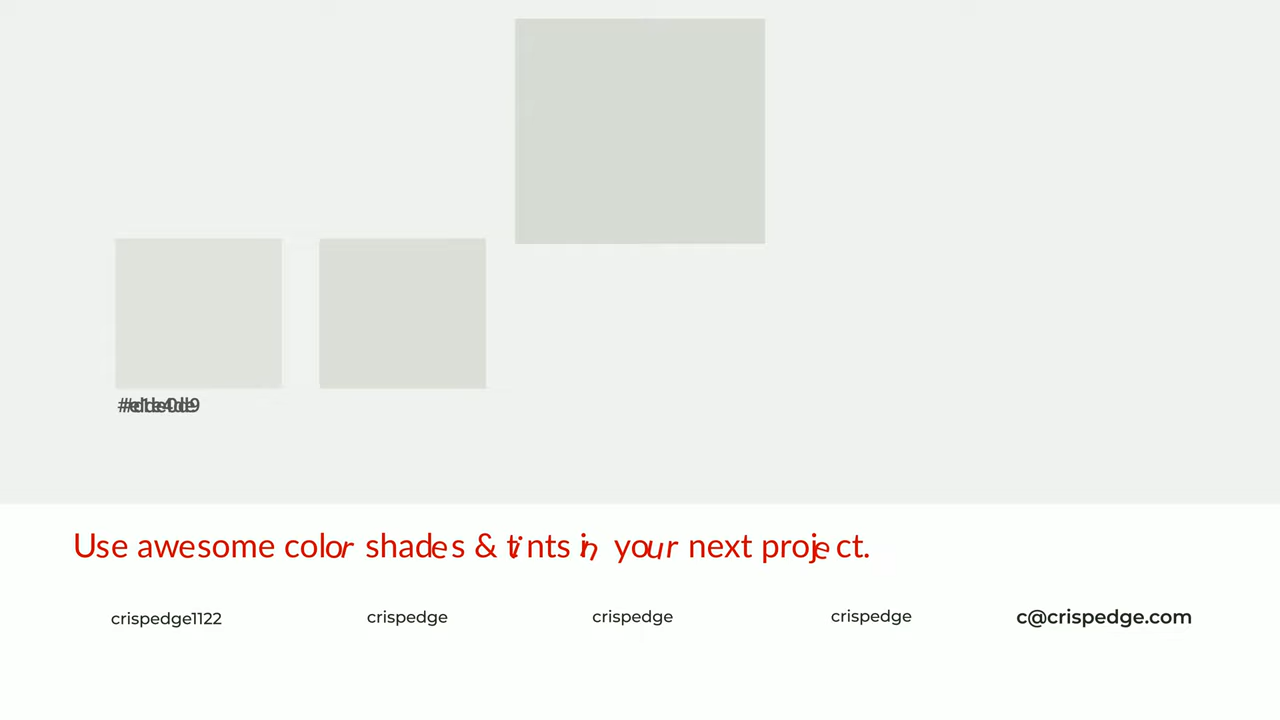 Use awesome color shades & tints in your next project.
crispedge1122 crispedge crispedge crispedge c@crispedge.com